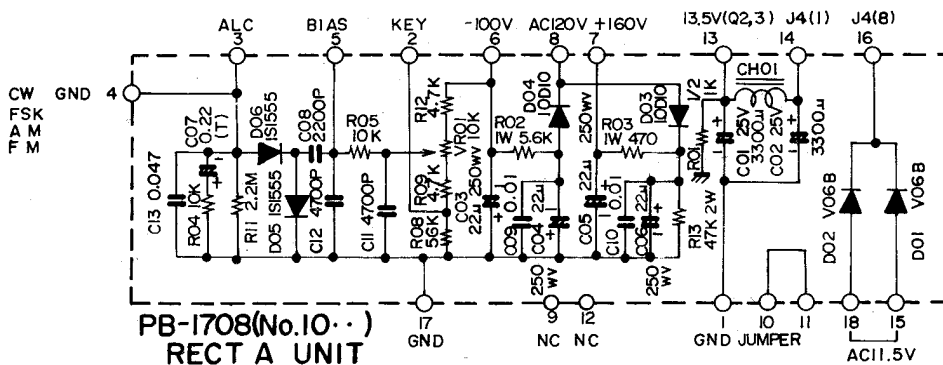 ALC BIAS KEY -100V AC120V +160V 13,5V(Q2,3) J4(1) J4(8)
3 5 2 6 8 7 13 14 16
CW GND 4
FSK
AM
FM
C07
0.22
(T)
D06
1S1555
C08
2200P
R05
10K
R12
4.7K
VR01
10K
R02
1W 5.6K
D04
10D10
R03
1W 470
D03
10D10
1/2
1K
R01
CH01
C01 25V
3300μ
C02 25V
3300μ
C13 0.047
R04 10K
R11 2.2M
D05 1S1555
C12 4700P
C11 4700P
R09
4.7K
R08
56K
C03
22μ 250WV
C09 0.01
C04 22μ
250
WV
C05
250WV
C10 0.01
C06 22μ
250
WV
R13
47K 2W
D02 V06B
V06B
D01
17
GND
9 12
NC NC
1 10 11
GND JUMPER
18 15
AC11.5V
PB-1708(No.10··)
RECT A UNIT